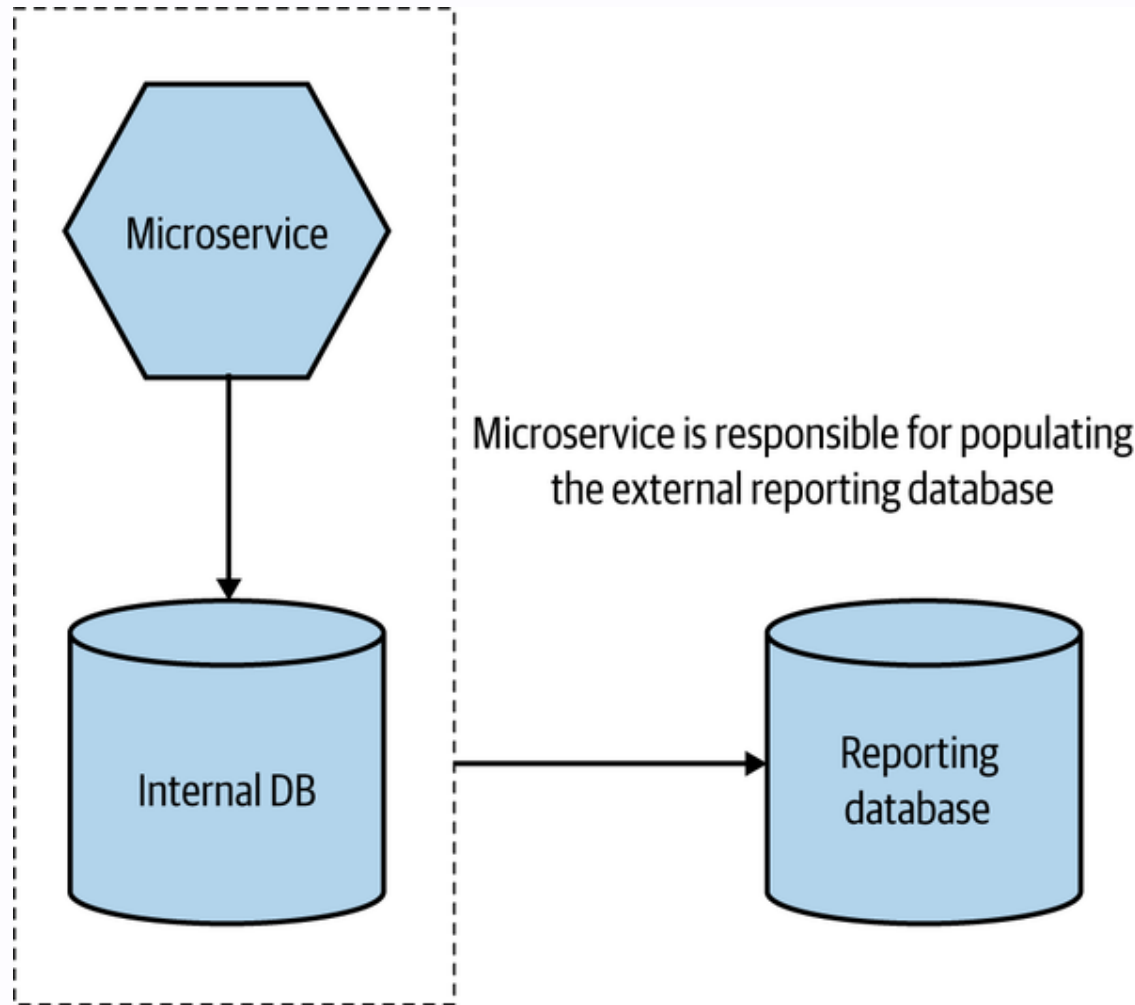 Microservice
Microservice is responsible for populating
the external reporting database
Internal DB
Reporting
database